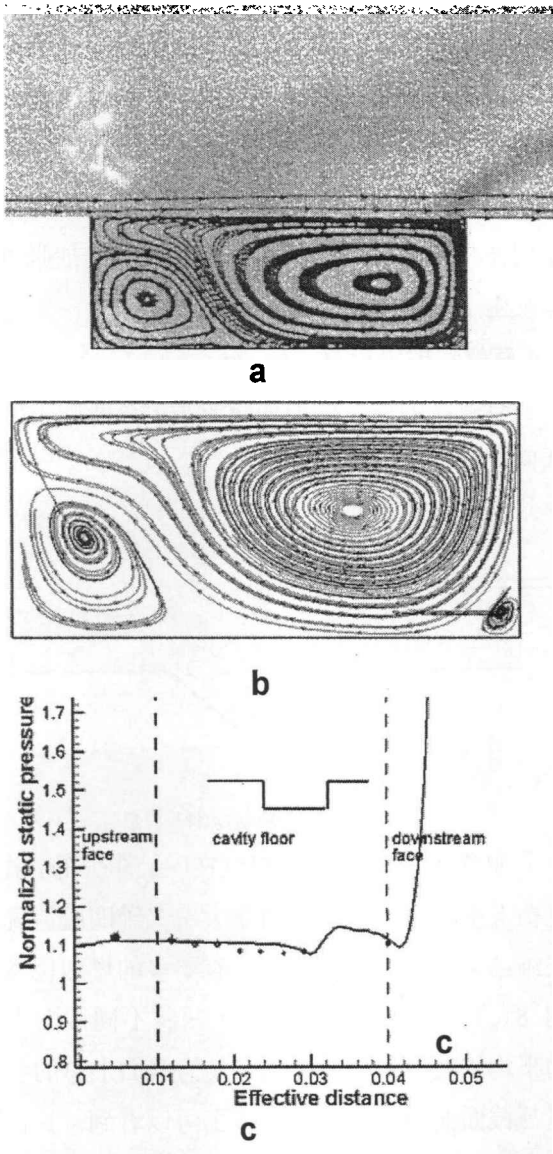 a
b
Normalized static pressure
1.7
1.6
1.5
1.4
1.3
1.2
1.1
1
0.9
0.8
upstream face
cavity floor
downstream face
c
0
0.01
0.02
0.03
0.04
0.05
Effective distance
c